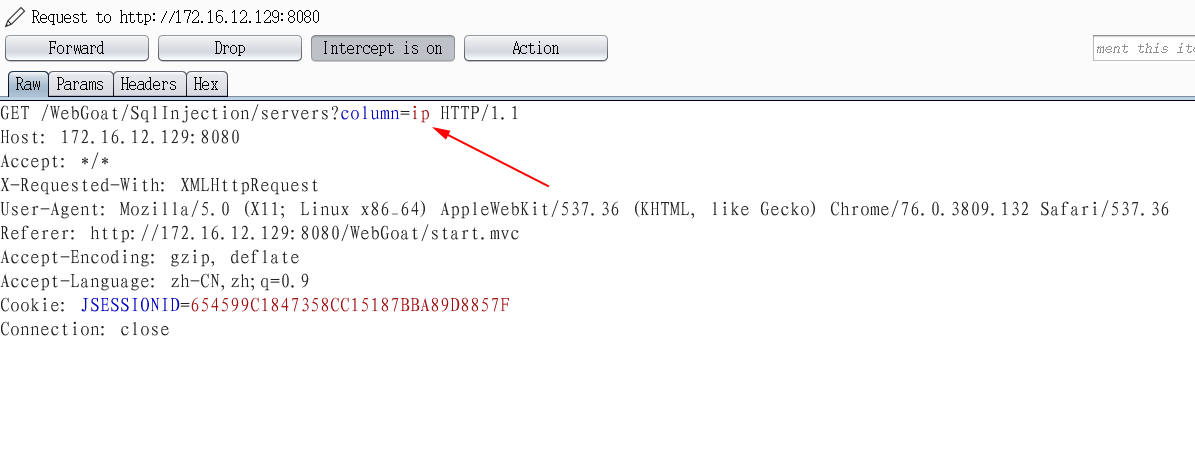 Request to http://172.16.12.129:8080
Forward Drop Intercept is on Action
ment this ite
Raw Params Headers Hex
GET /WebGoat/SqlInjection/servers?column=ip HTTP/1.1
Host: 172.16.12.129:8080
Accept: */*
X-Requested-With: XMLHttpRequest
User-Agent: Mozilla/5.0 (X11; Linux x86_64) AppleWebKit/537.36 (KHTML, like Gecko) Chrome/76.0.3809.132 Safari/537.36
Referer: http://172.16.12.129:8080/WebGoat/start.mvc
Accept-Encoding: gzip, deflate
Accept-Language: zh-CN,zh;q=0.9
Cookie: JSESSIONID=654599C1847358CC15187BBA89D8857F
Connection: close